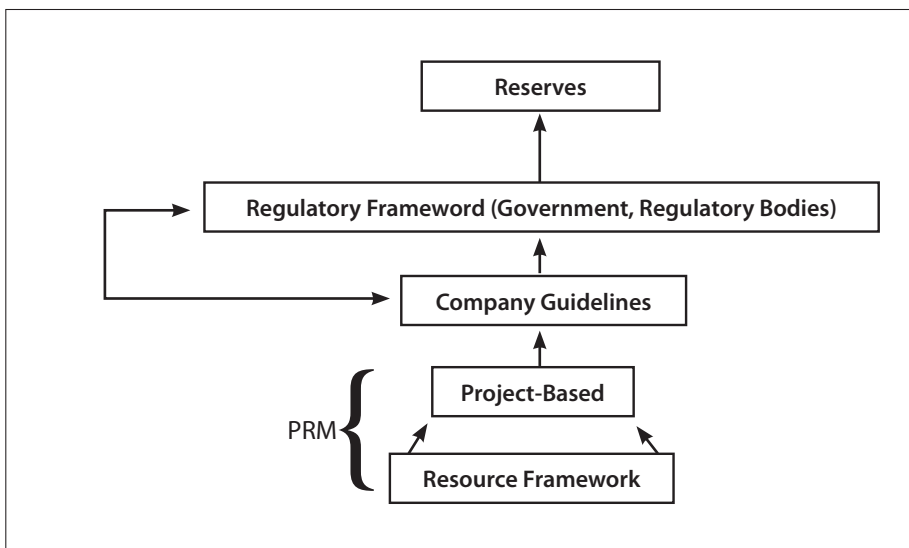 Reserves
Regulatory Frameword (Government, Regulatory Bodies)
Company Guidelines
Project-Based
PRM
Resource Framework